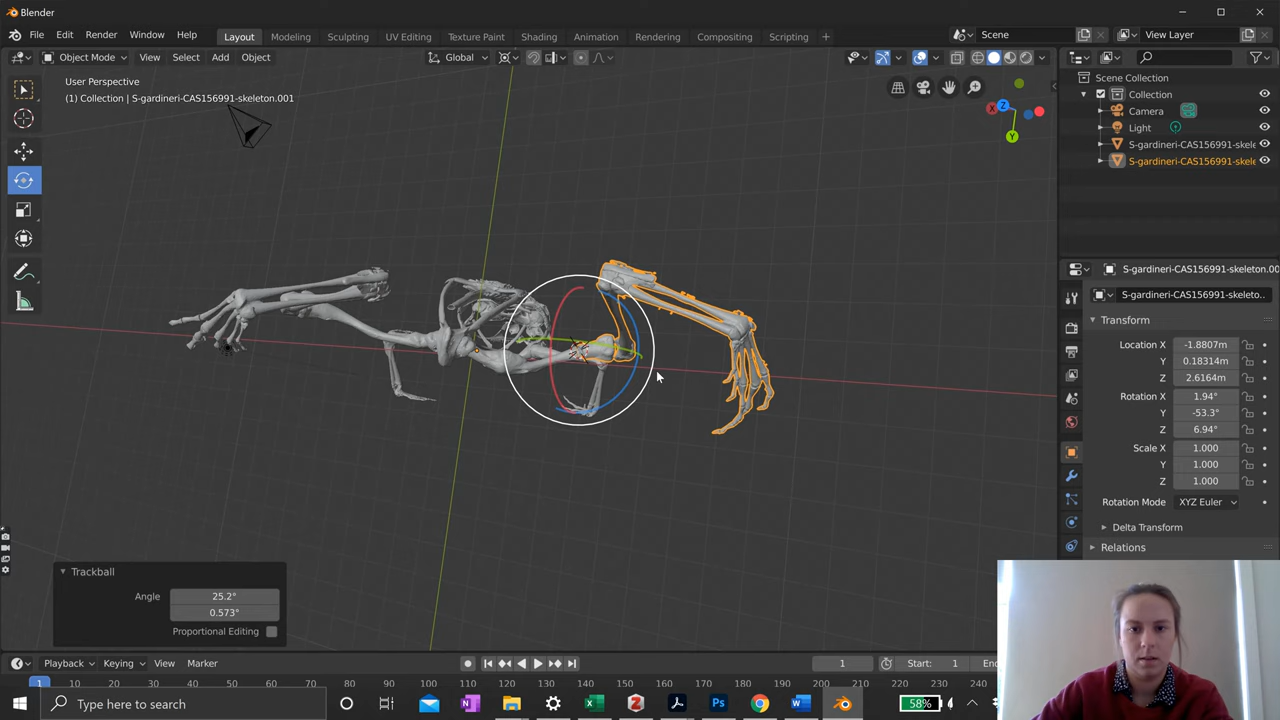 Blender
File Edit Render Window Help Layout Modeling Sculpting UV Editing Texture Paint Shading Animation Rendering Compositing Scripting + Scene View Layer
Object Mode View Select Add Object Global
User Perspective
(1) Collection | S-gardineri-CAS156991-skeleton.001
X Z Y
Scene Collection
Collection
Camera
Light
S-gardineri-CAS156991-skele
S-gardineri-CAS156991-skele
S-gardineri-CAS156991-skeleton.00
S-gardineri-CAS156991-skeleto..
Transform
Location X -1.8807m
Y 0.18314m
Z 2.6164m
Rotation X 1.94°
Y -53.3°
Z 6.94°
Scale X 1.000
Y 1.000
Z 1.000
Rotation Mode XYZ Euler
Delta Transform
Relations
Trackball
Angle 25.2°
0.573°
Proportional Editing
Playback Keying View Marker 1 Start: 1 En
1 10 20 30 40 50 60 70 80 90 100 110 120 130 140 150 160 170 180 190 200
Type here to search 58%